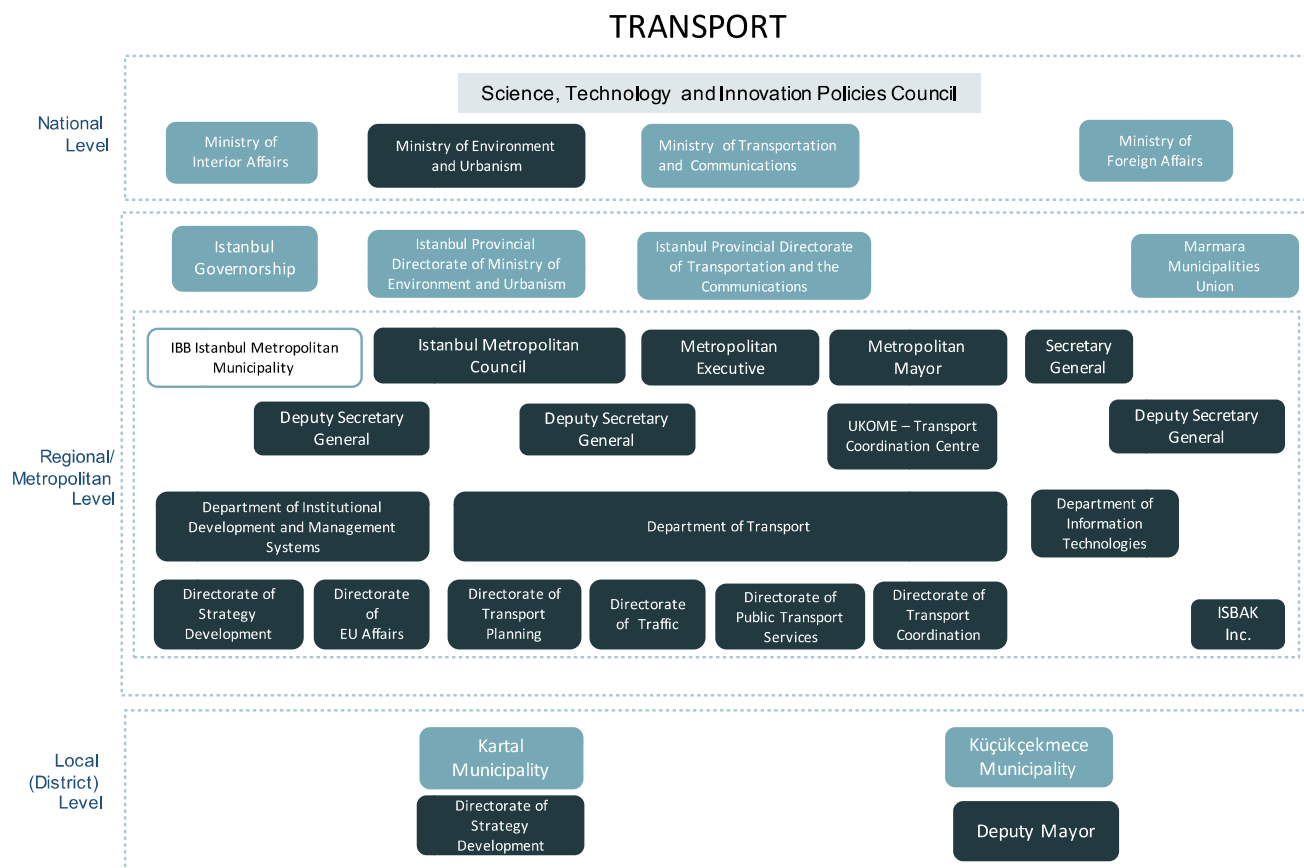 TRANSPORT
National
Level
Science, Technology and Innovation Policies Council
Ministry of
Interior Affairs
Ministry of Environment
and Urbanism
Ministry of Transportation
and Communications
Ministry of
Foreign Affairs
Regional/
Metropolitan
Level
Istanbul
Governorship
Istanbul Provincial
Directorate of Ministry of
Environment and Urbanism
Istanbul Provincial Directorate
of Transportation and the
Communications
Marmara
Municipalities
Union
IBB Istanbul Metropolitan
Municipality
Istanbul Metropolitan
Council
Metropolitan
Executive
Metropolitan
Mayor
Secretary
General
Deputy Secretary
General
Deputy Secretary
General
UKOME – Transport
Coordination Centre
Deputy Secretary
General
Department of Institutional
Development and Management
Systems
Department of Transport
Department of
Information
Technologies
Directorate of
Strategy
Development
Directorate
of
EU Affairs
Directorate of
Transport
Planning
Directorate
of Traffic
Directorate of
Public Transport
Services
Directorate of
Transport
Coordination
ISBAK
Inc.
Local
(District)
Level
Kartal
Municipality
Directorate of
Strategy
Development
Küçükçekmece
Municipality
Deputy Mayor